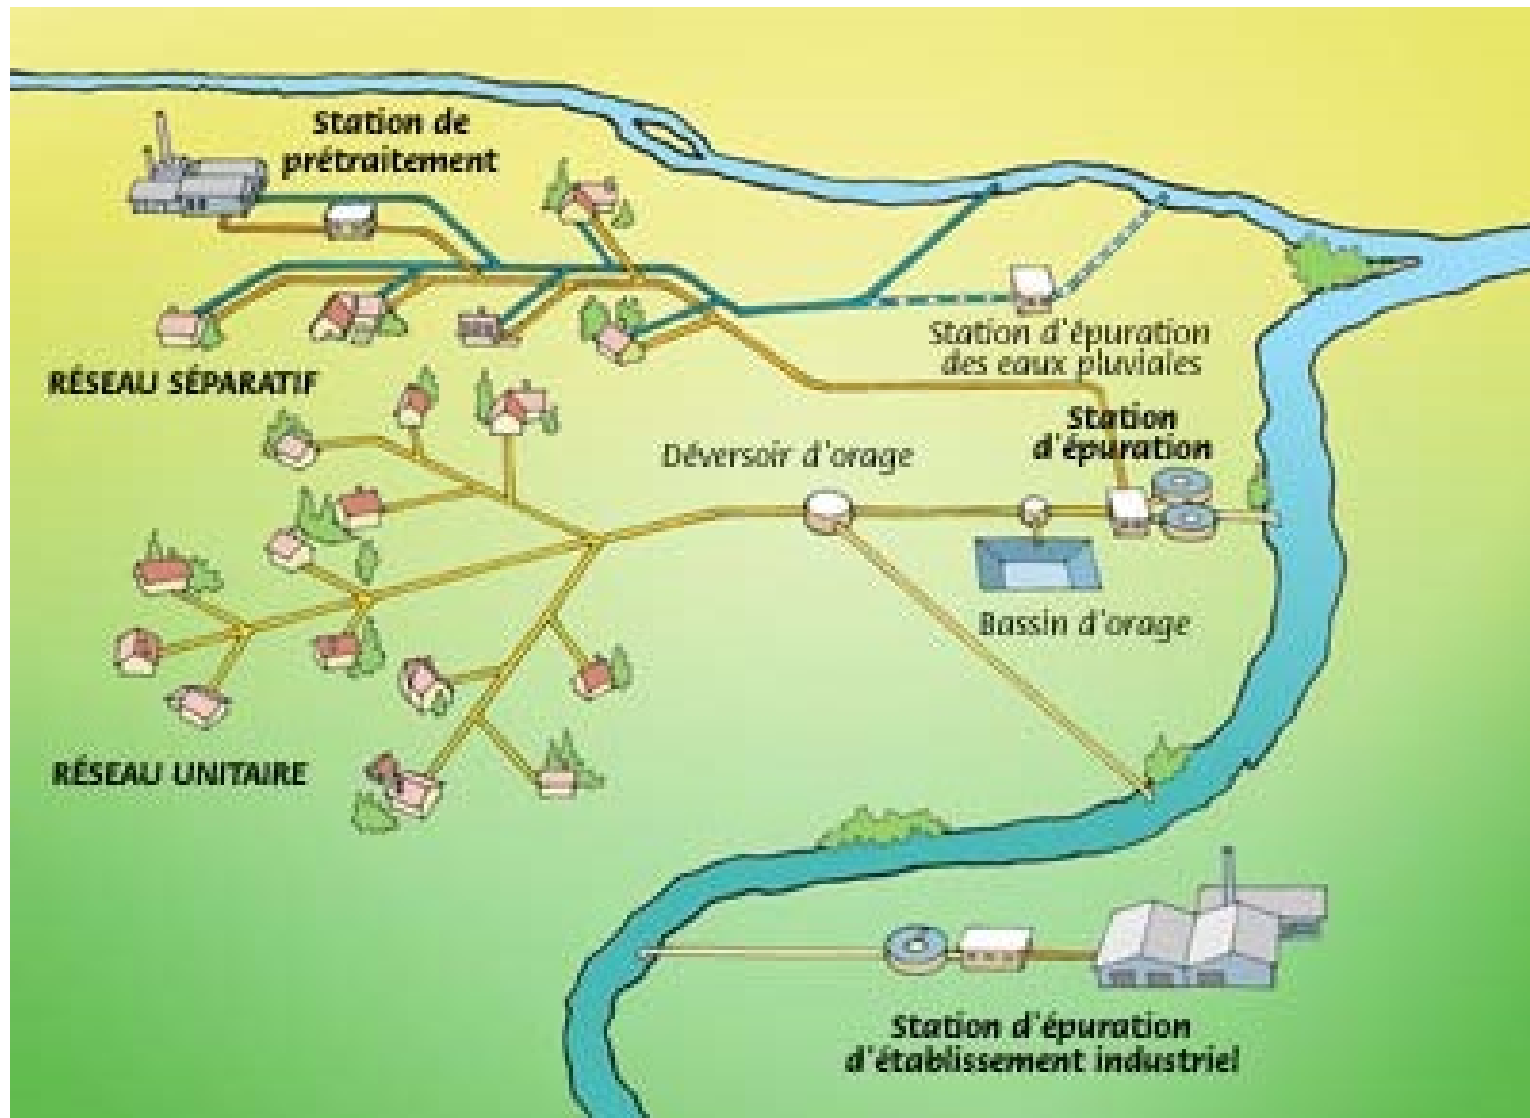 Station de
prétraitement
Station d'épuration
des eaux pluviales
RÉSEAU SÉPARATIF
Station
d'épuration
Déversoir d'orage
Bassin d'orage
RÉSEAU UNITAIRE
Station d'épuration
d'établissement industriel